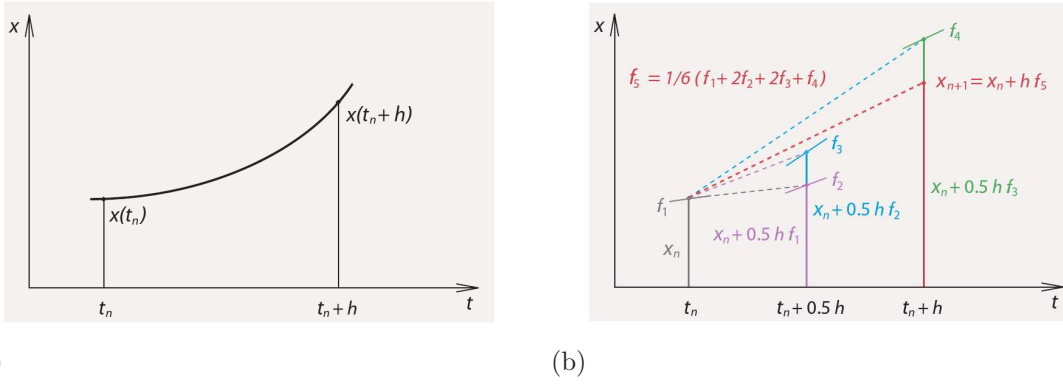 x
x(tₙ + h)
x(tₙ)
tₙ
tₙ + h
t
x
f₄
f₅ = 1/6 (f₁ + 2f₂ + 2f₃ + f₄)
xₙ₊₁ = xₙ + h f₅
f₃
f₂
f₁
xₙ + 0.5 h f₃
xₙ + 0.5 h f₂
xₙ + 0.5 h f₁
xₙ
tₙ
tₙ + 0.5 h
tₙ + h
t
(b)